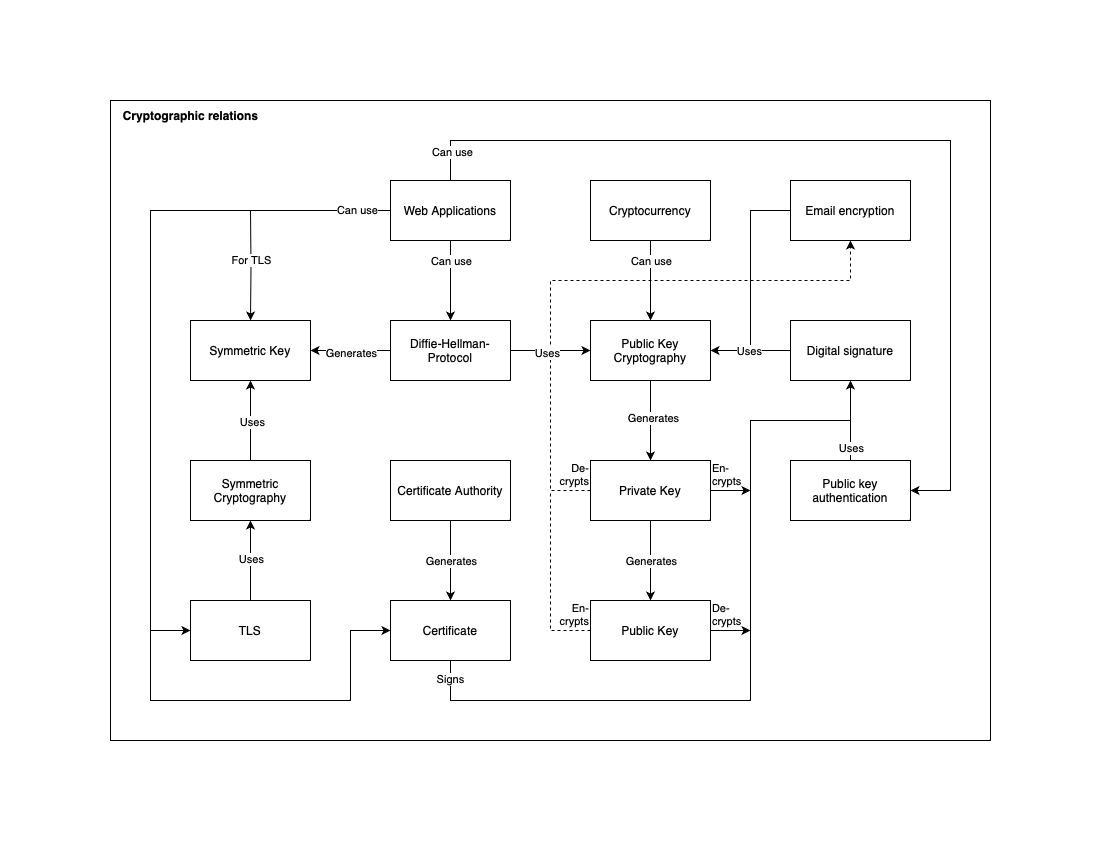 Cryptographic relations
Can use
Can use
Web Applications
Cryptocurrency
Email encryption
For TLS
Can use
Can use
Symmetric Key
Generates
Diffie-Hellman-
Protocol
Uses
Public Key
Cryptography
Uses
Digital signature
Uses
Generates
Uses
Symmetric
Cryptography
Certificate Authority
De-
crypts
Private Key
En-
crypts
Public key
authentication
Uses
Generates
Generates
TLS
Certificate
En-
crypts
Public Key
De-
crypts
Signs